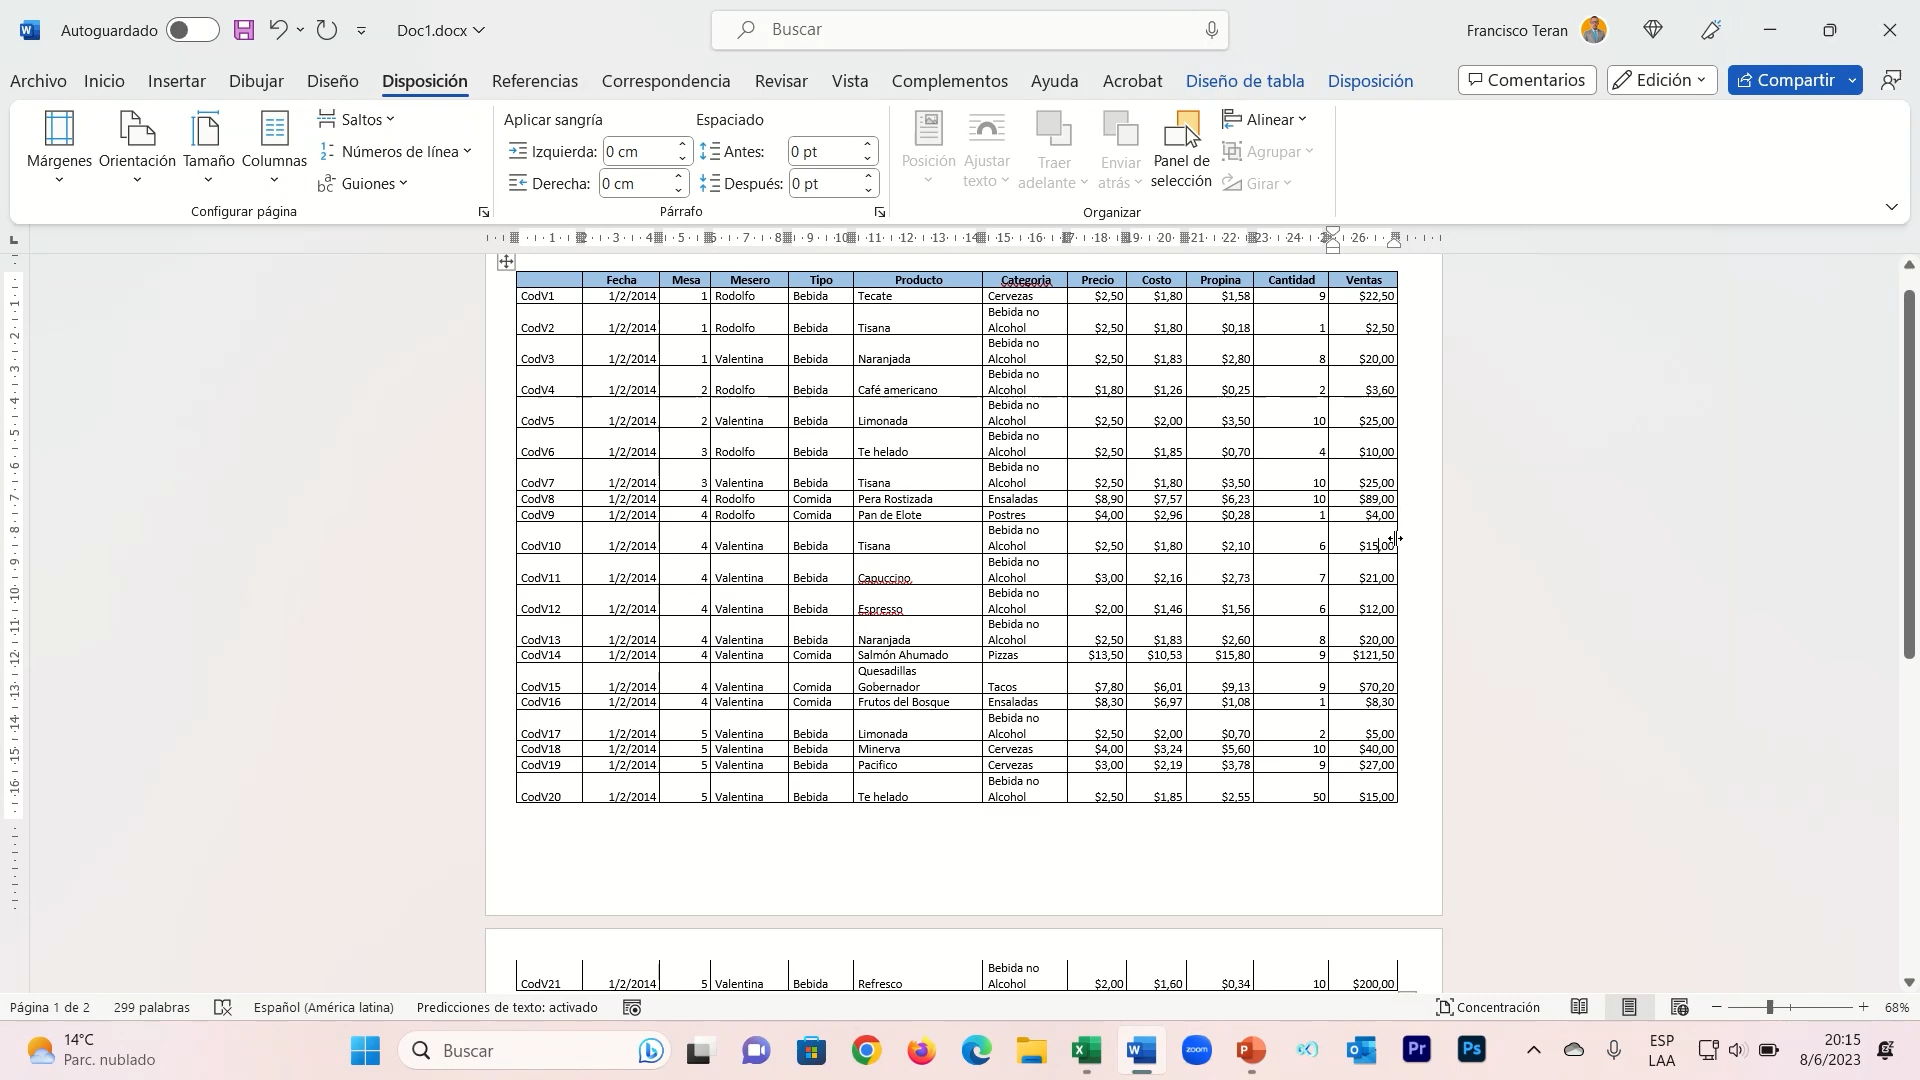 Autoguardado
Doc1.docx
Buscar
Francisco Teran
Archivo Inicio Insertar Dibujar Diseño Disposición Referencias Correspondencia Revisar Vista Complementos Ayuda Acrobat Diseño de tabla Disposición
Comentarios Edición Compartir
Márgenes Orientación Tamaño Columnas
Saltos
Números de línea
Guiones
Configurar página
Aplicar sangría Espaciado
Izquierda: 0 cm Antes: 0 pt
Derecha: 0 cm Después: 0 pt
Párrafo
Posición
Ajustar texto
Traer adelante
Enviar atrás
Panel de selección
Alinear
Agrupar
Girar
Organizar
Fecha Mesa Mesero Tipo Producto Categoria Precio Costo Propina Cantidad Ventas
CodV1 1/2/2014 1 Rodolfo Bebida Tecate Cervezas $2,50 $1,80 $1,58 9 $22,50
CodV2 1/2/2014 1 Rodolfo Bebida Tisana Bebida no Alcohol $2,50 $1,80 $0,18 1 $2,50
CodV3 1/2/2014 1 Valentina Bebida Naranjada Bebida no Alcohol $2,50 $1,83 $2,80 8 $20,00
CodV4 1/2/2014 2 Rodolfo Bebida Café americano Bebida no Alcohol $1,80 $1,26 $0,25 2 $3,60
CodV5 1/2/2014 2 Valentina Bebida Limonada Bebida no Alcohol $2,50 $2,00 $3,50 10 $25,00
CodV6 1/2/2014 3 Rodolfo Bebida Te helado Bebida no Alcohol $2,50 $1,85 $0,70 4 $10,00
CodV7 1/2/2014 3 Valentina Bebida Tisana Bebida no Alcohol $2,50 $1,80 $3,50 10 $25,00
CodV8 1/2/2014 4 Rodolfo Comida Pera Rostizada Ensaladas $8,90 $7,57 $6,23 10 $89,00
CodV9 1/2/2014 4 Rodolfo Comida Pan de Elote Postres $4,00 $2,96 $0,28 1 $4,00
CodV10 1/2/2014 4 Valentina Bebida Tisana Bebida no Alcohol $2,50 $1,80 $2,10 6 $15,00
CodV11 1/2/2014 4 Valentina Bebida Capuccino Bebida no Alcohol $3,00 $2,16 $2,73 7 $21,00
CodV12 1/2/2014 4 Valentina Bebida Espresso Bebida no Alcohol $2,00 $1,46 $1,56 6 $12,00
CodV13 1/2/2014 4 Valentina Bebida Naranjada Bebida no Alcohol $2,50 $1,83 $2,60 8 $20,00
CodV14 1/2/2014 4 Valentina Comida Salmón Ahumado Pizzas $13,50 $10,53 $15,80 9 $121,50
CodV15 1/2/2014 4 Valentina Comida Quesadillas Gobernador Tacos $7,80 $6,01 $9,13 9 $70,20
CodV16 1/2/2014 4 Valentina Comida Frutos del Bosque Ensaladas $8,30 $6,97 $1,08 1 $8,30
CodV17 1/2/2014 5 Valentina Bebida Limonada Bebida no Alcohol $2,50 $2,00 $0,70 2 $5,00
CodV18 1/2/2014 5 Valentina Bebida Minerva Cervezas $4,00 $3,24 $5,60 10 $40,00
CodV19 1/2/2014 5 Valentina Bebida Pacifico Cervezas $3,00 $2,19 $3,78 9 $27,00
CodV20 1/2/2014 5 Valentina Bebida Te helado Bebida no Alcohol $2,50 $1,85 $2,55 50 $15,00
CodV21 1/2/2014 5 Valentina Bebida Refresco Bebida no Alcohol $2,00 $1,60 $0,34 10 $200,00
Página 1 de 2 299 palabras Español (América latina) Predicciones de texto: activado Concentración 68%
14°C
Parc. nublado
Buscar
zoom
Pr
Ps
ESP
LAA
20:15
8/6/2023